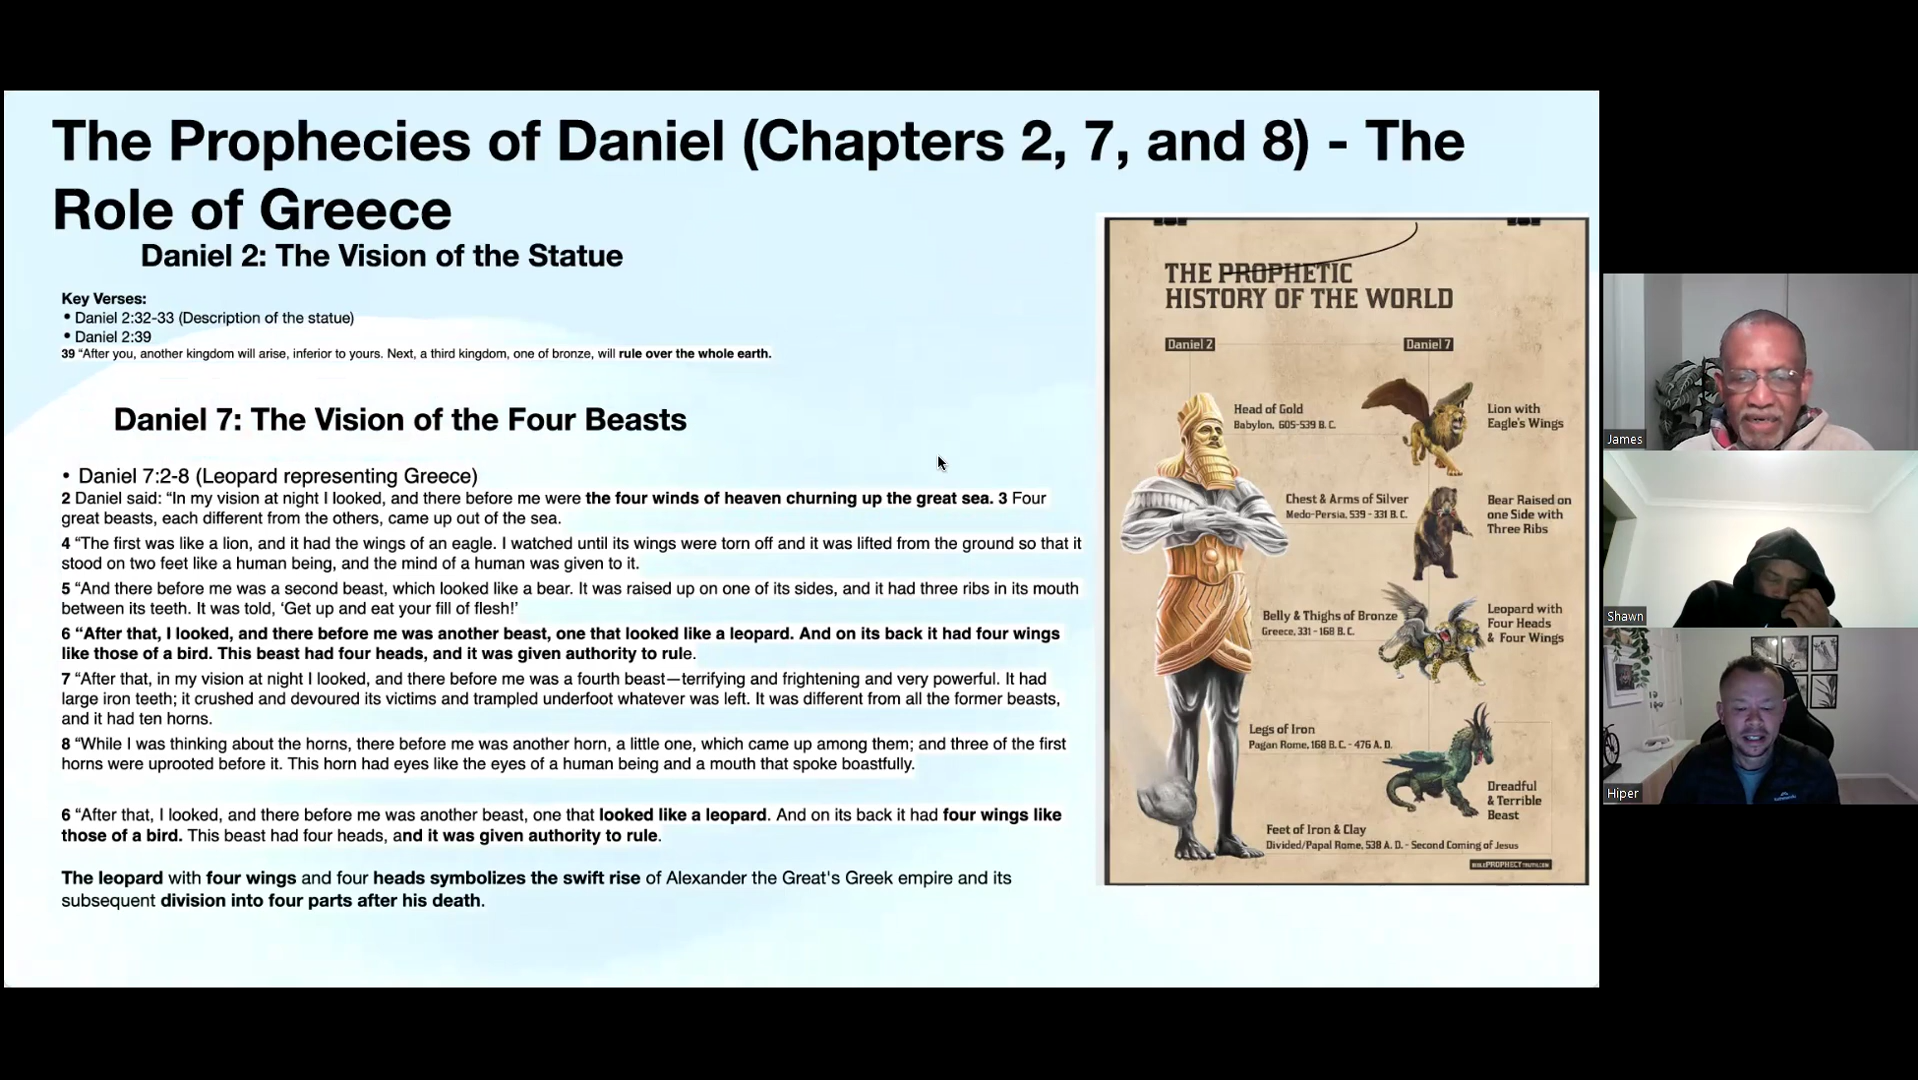 The Prophecies of Daniel (Chapters 2, 7, and 8) - The
Role of Greece
Daniel 2: The Vision of the Statue
Key Verses:
• Daniel 2:32-33 (Description of the statue)
• Daniel 2:39
39 “After you, another kingdom will arise, inferior to yours. Next, a third kingdom, one of bronze, will rule over the whole earth.
Daniel 7: The Vision of the Four Beasts
• Daniel 7:2-8 (Leopard representing Greece)
2 Daniel said: “In my vision at night I looked, and there before me were the four winds of heaven churning up the great sea. 3 Four
great beasts, each different from the others, came up out of the sea.
4 “The first was like a lion, and it had the wings of an eagle. I watched until its wings were torn off and it was lifted from the ground so that it
stood on two feet like a human being, and the mind of a human was given to it.
5 “And there before me was a second beast, which looked like a bear. It was raised up on one of its sides, and it had three ribs in its mouth
between its teeth. It was told, ‘Get up and eat your fill of flesh!’
6 “After that, I looked, and there before me was another beast, one that looked like a leopard. And on its back it had four wings
like those of a bird. This beast had four heads, and it was given authority to rule.
7 “After that, in my vision at night I looked, and there before me was a fourth beast—terrifying and frightening and very powerful. It had
large iron teeth; it crushed and devoured its victims and trampled underfoot whatever was left. It was different from all the former beasts,
and it had ten horns.
8 “While I was thinking about the horns, there before me was another horn, a little one, which came up among them; and three of the first
horns were uprooted before it. This horn had eyes like the eyes of a human being and a mouth that spoke boastfully.
6 “After that, I looked, and there before me was another beast, one that looked like a leopard. And on its back it had four wings like
those of a bird. This beast had four heads, and it was given authority to rule.
The leopard with four wings and four heads symbolizes the swift rise of Alexander the Great's Greek empire and its
subsequent division into four parts after his death.
THE PROPHETIC
HISTORY OF THE WORLD
Daniel 2
Daniel 7
Head of Gold
Babylon, 605-539 B.C.
Lion with
Eagle's Wings
Chest & Arms of Silver
Medo-Persia, 539 - 331 B.C.
Bear Raised on
one Side with
Three Ribs
Belly & Thighs of Bronze
Greece, 331 - 168 B.C.
Leopard with
Four Heads
& Four Wings
Legs of Iron
Pagan Rome, 168 B.C. - 476 A.D.
Dreadful
& Terrible
Beast
Feet of Iron & Clay
Divided/Papal Rome, 538 A.D. - Second Coming of Jesus
BIBLEPROPHECYTRUTH.COM
James
Shawn
Hiper